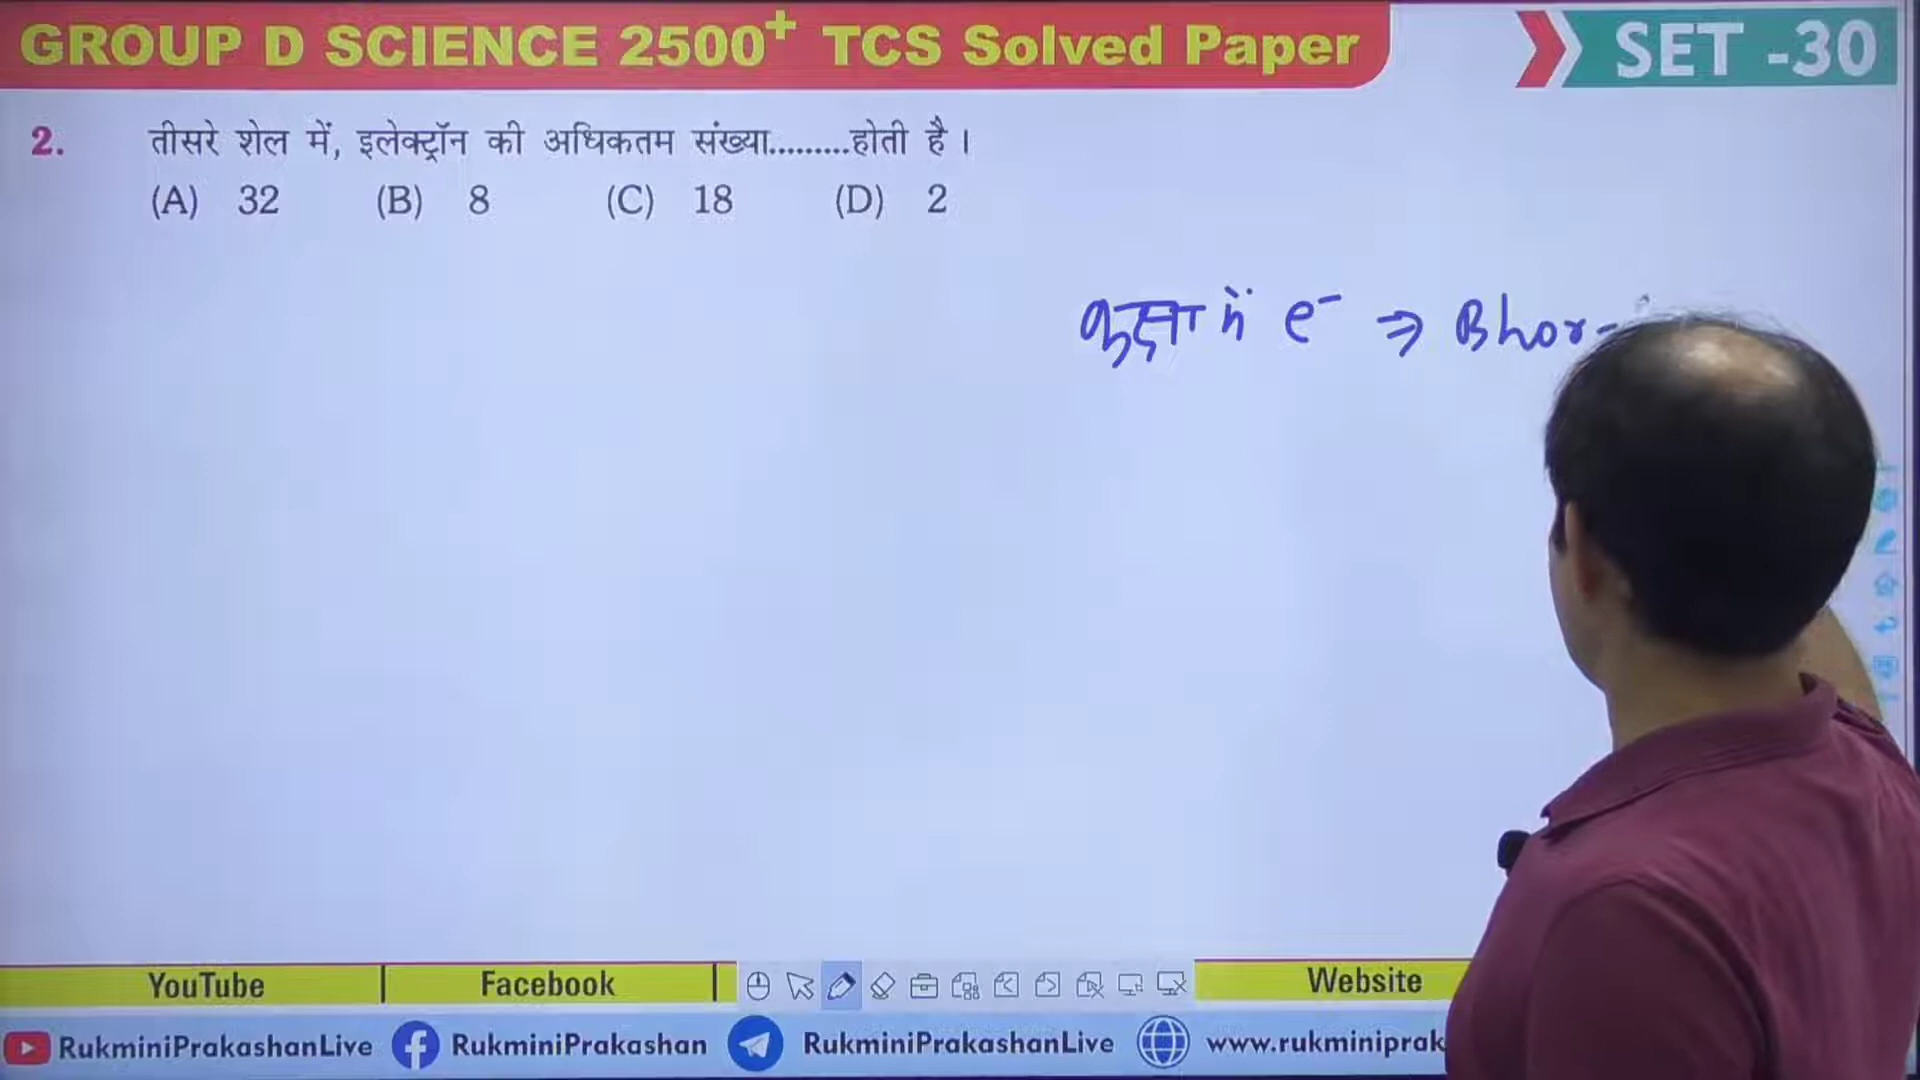 GROUP D SCIENCE 2500+ TCS Solved Paper
SET -30
2. तीसरे शेल में, इलेक्ट्रॉन की अधिकतम संख्या.........होती है ।
(A) 32 (B) 8 (C) 18 (D) 2
कक्षा में e⁻ ⇒ Bhor-
YouTube Facebook Website
RukminiPrakashanLive RukminiPrakashan RukminiPrakashanLive www.rukminiprak